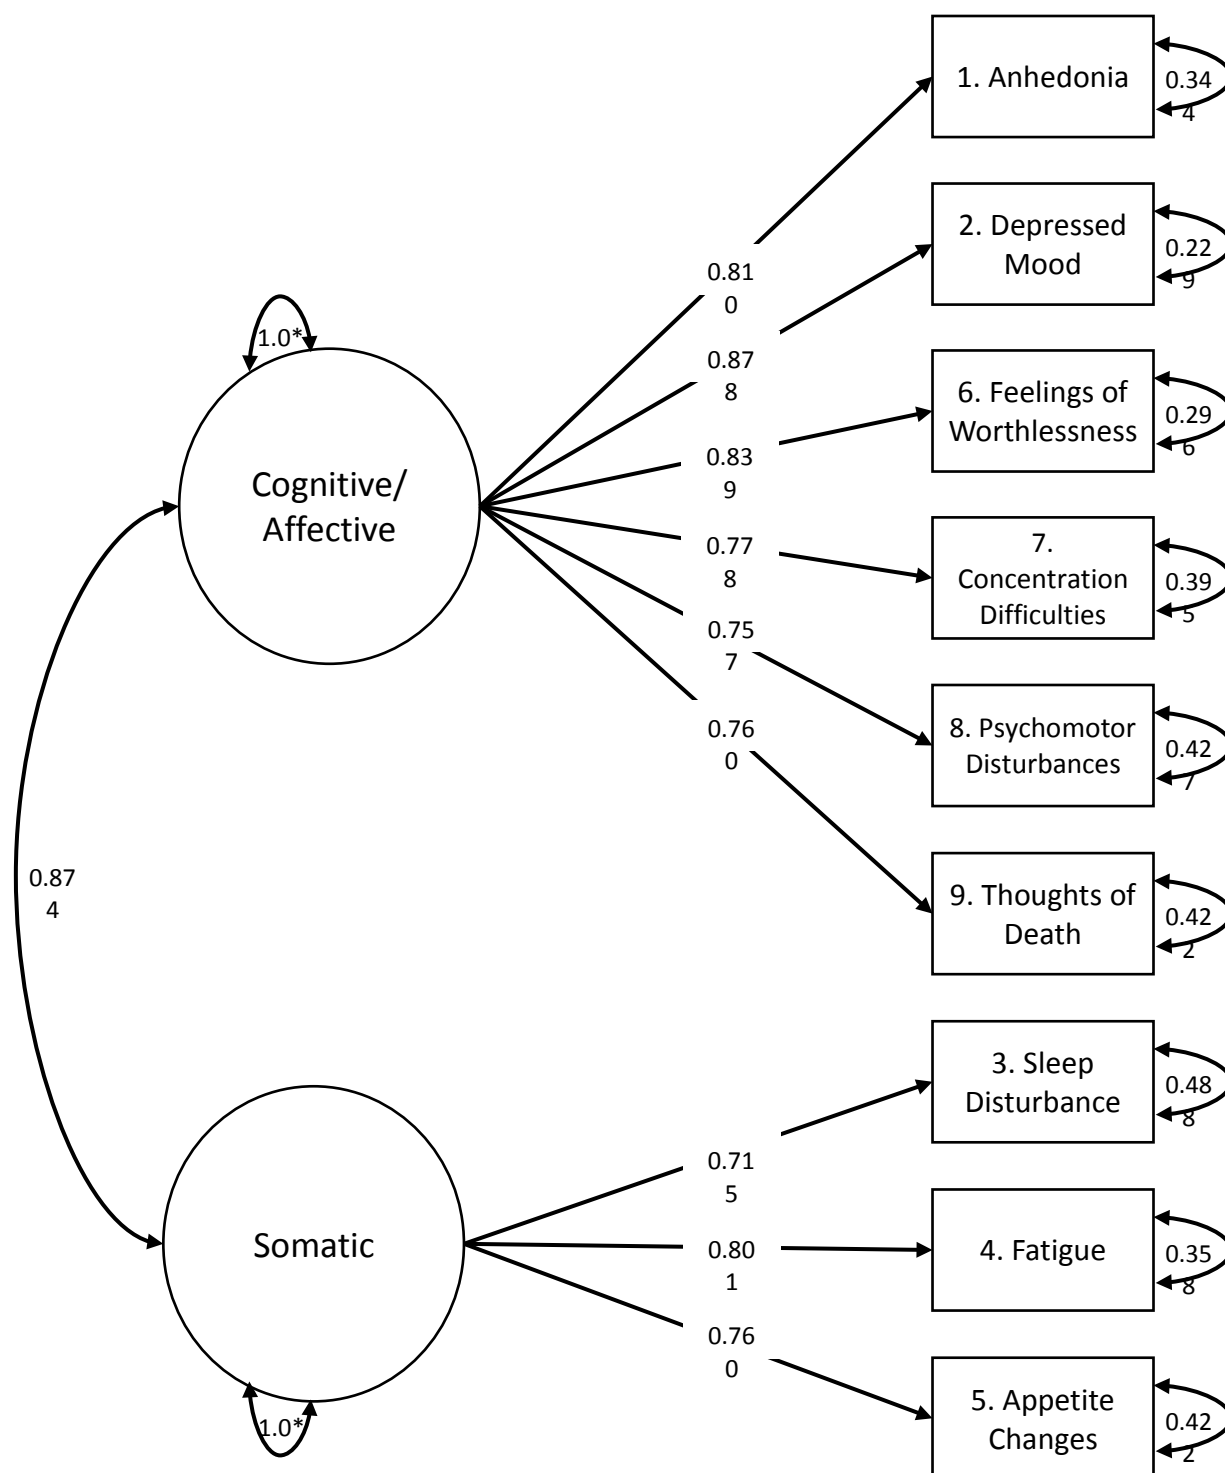 1. Anhedonia
0.34
4
2. Depressed
Mood
0.22
9
0.81
0
1.0*
0.87
8
6. Feelings of
Worthlessness
0.29
6
Cognitive/
Affective
0.83
9
7.
Concentration
Difficulties
0.39
5
0.77
8
0.75
7
8. Psychomotor
Disturbances
0.42
7
0.76
0
0.87
4
9. Thoughts of
Death
0.42
2
3. Sleep
Disturbance
0.48
8
0.71
5
Somatic
0.80
1
4. Fatigue
0.35
8
0.76
0
5. Appetite
Changes
0.42
2
1.0*